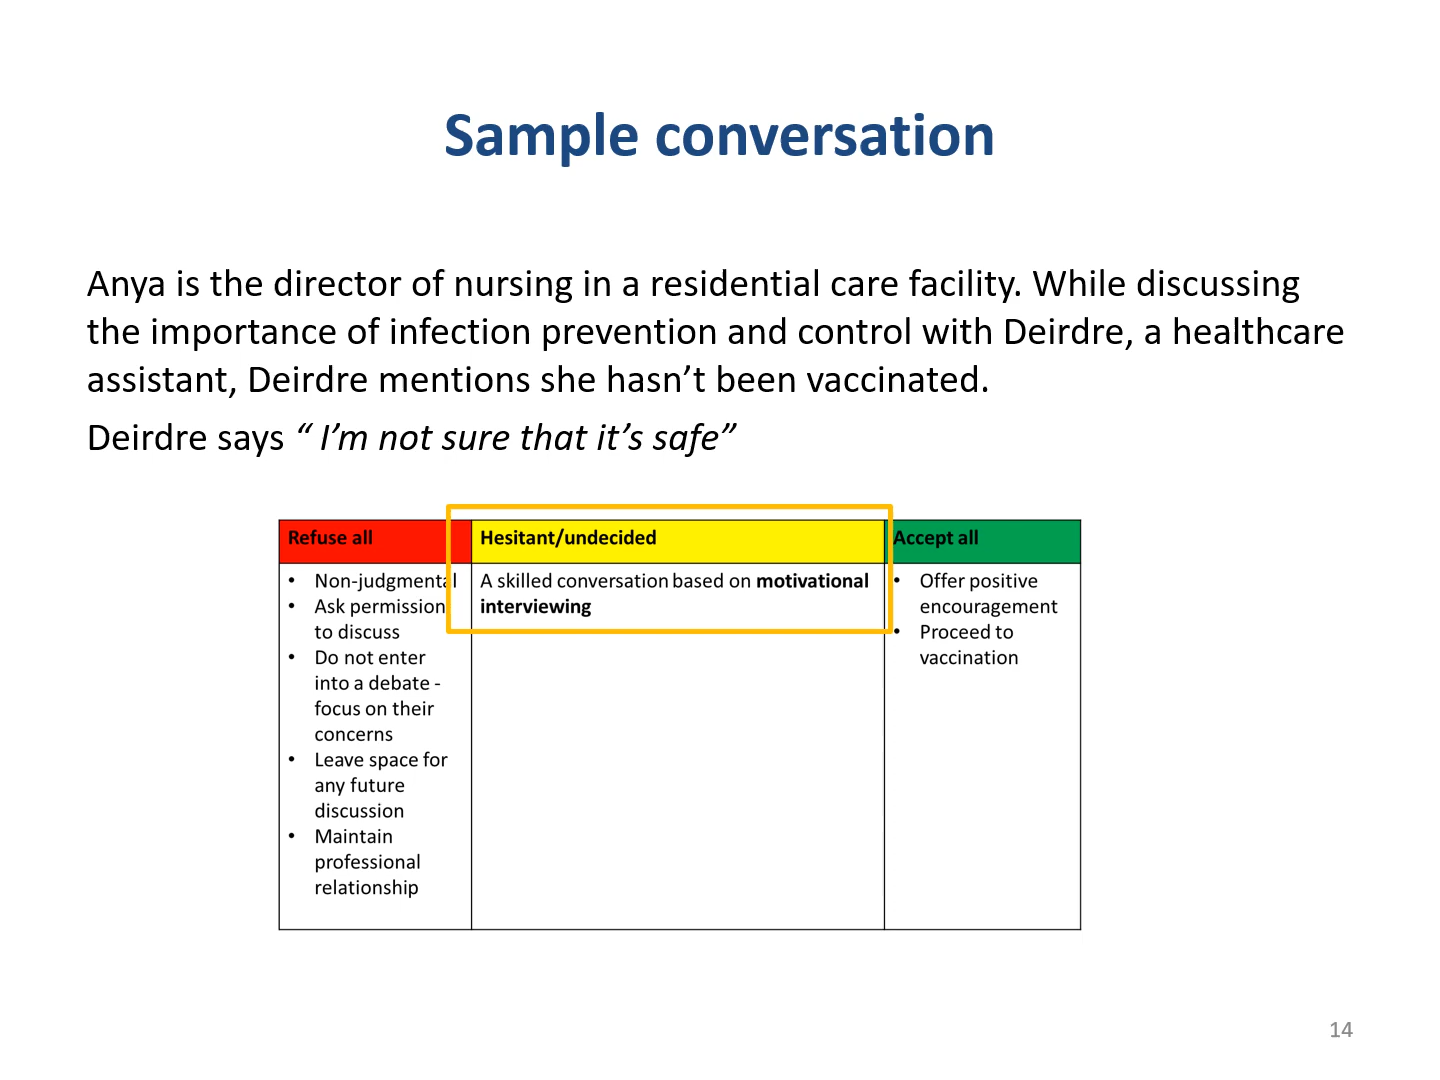 Sample conversation
Anya is the director of nursing in a residential care facility. While discussing
the importance of infection prevention and control with Deirdre, a healthcare
assistant, Deirdre mentions she hasn’t been vaccinated.
Deirdre says “ I’m not sure that it’s safe”
Refuse all
• Non-judgmental
• Ask permission
to discuss
• Do not enter
into a debate -
focus on their
concerns
• Leave space for
any future
discussion
• Maintain
professional
relationship
Hesitant/undecided
A skilled conversation based on motivational
interviewing
Accept all
• Offer positive
encouragement
• Proceed to
vaccination
14